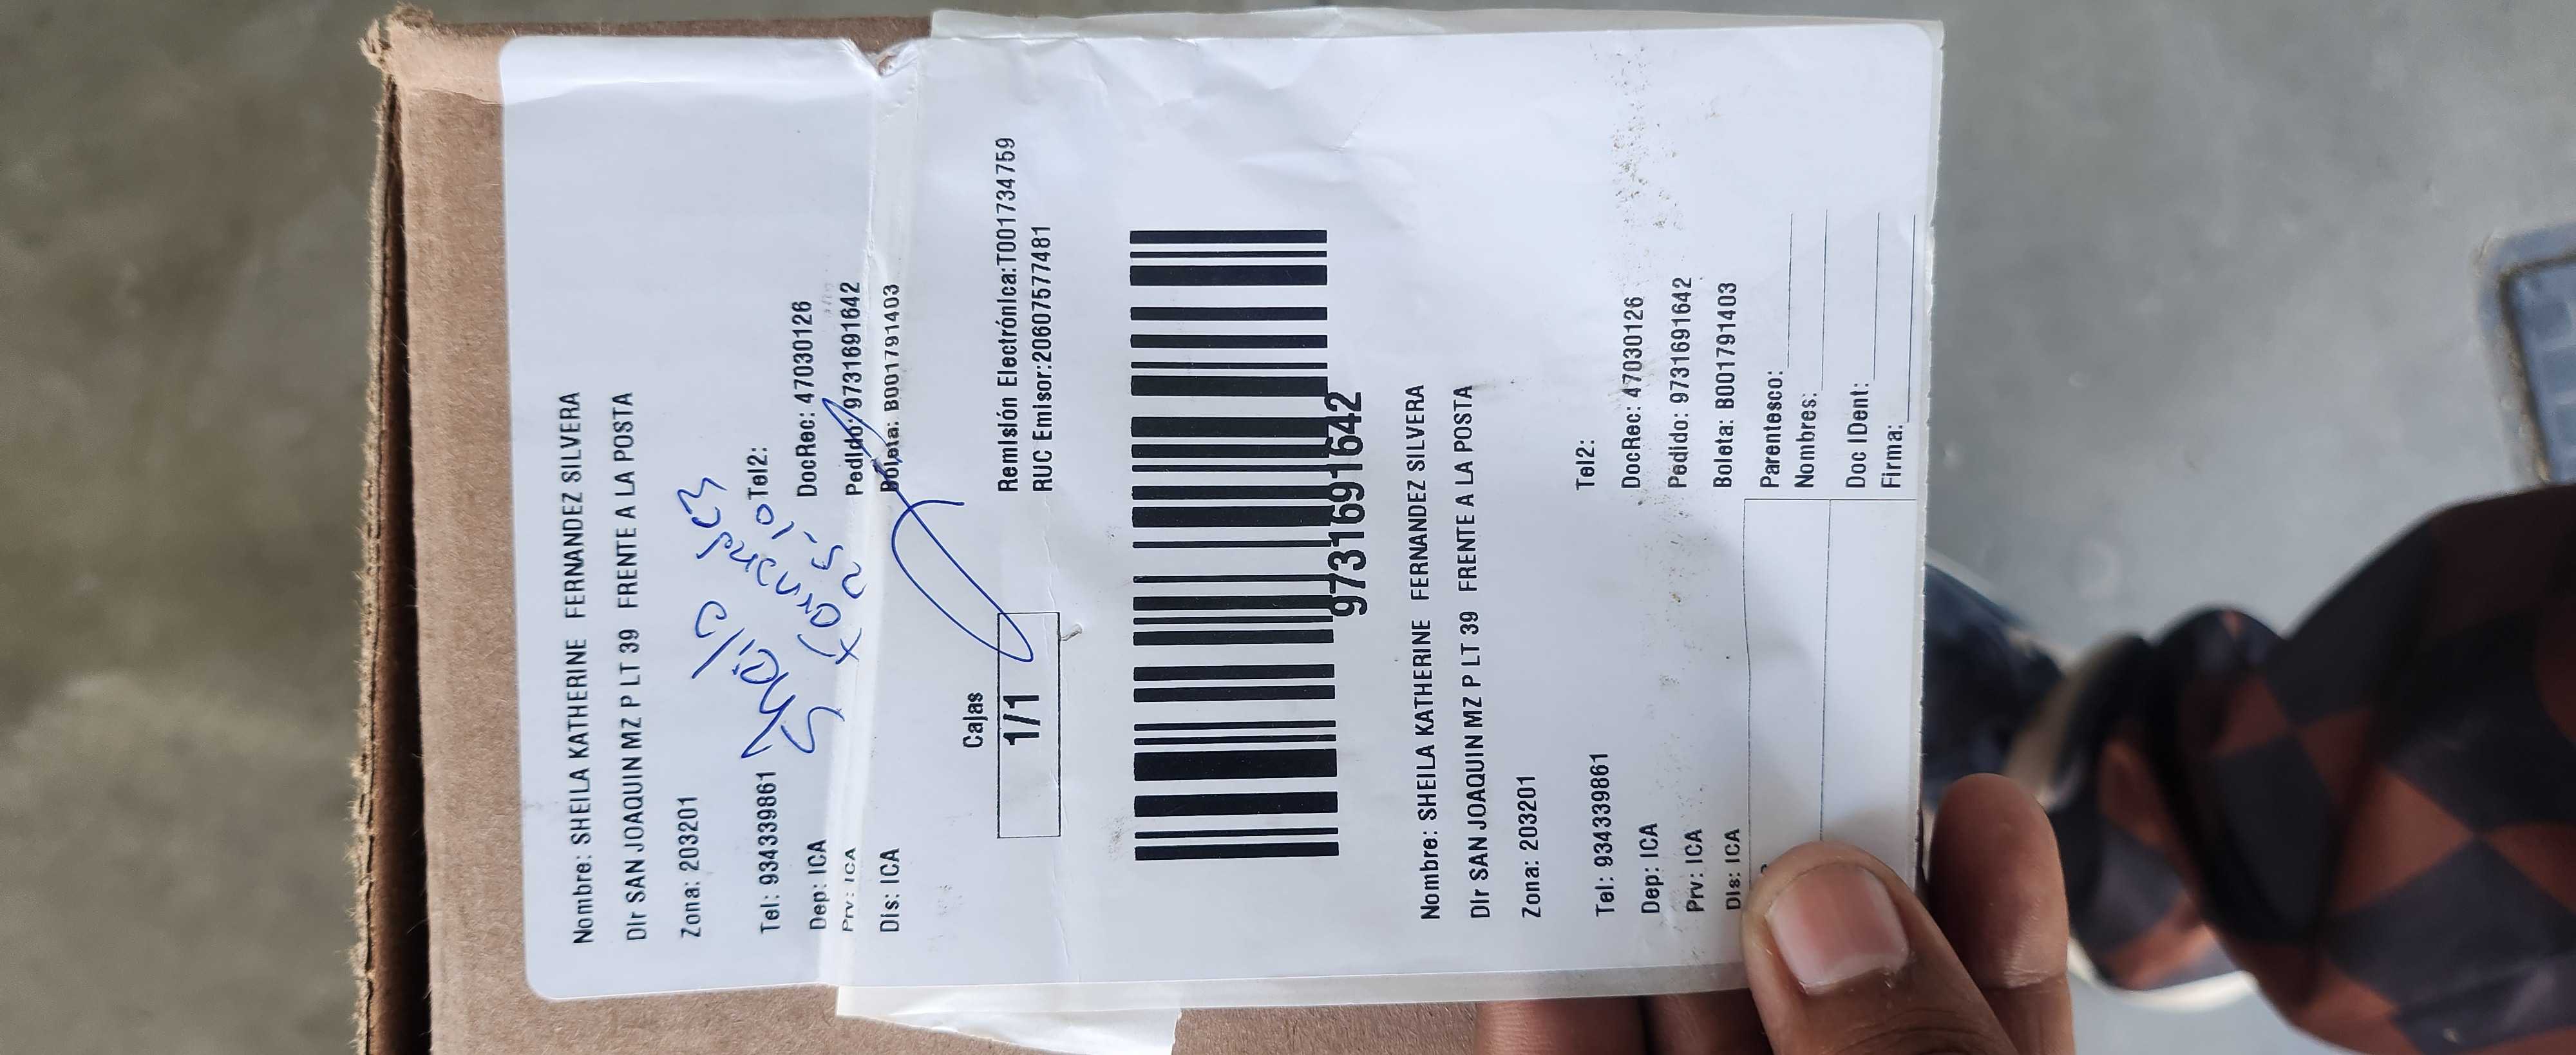 Nombre: SHEILA KATHERINE FERNANDEZ SILVERA
DIr SAN JOAQUIN MZ P LT 39 FRENTE A LA POSTA
Zona: 203201
Sheila
Fernandez
25-10
Tel: 934339861 Tel2:
Dep: ICA DocRec: 47030126
Prv: ICA Pedido: 9731691642
Dis: ICA Boleta: B001791403
Cajas
1/1
Remisión Electrónica:T001734759
RUC Emisor:20607577481
9731691642
Nombre: SHEILA KATHERINE FERNANDEZ SILVERA
DIr SAN JOAQUIN MZ P LT 39 FRENTE A LA POSTA
Zona: 203201
Tel: 934339861 Tel2:
Dep: ICA DocRec: 47030126
Prv: ICA Pedido: 9731691642
Dis: ICA Boleta: B001791403
Parentesco:
Nombres:
Doc IDent:
Firma: